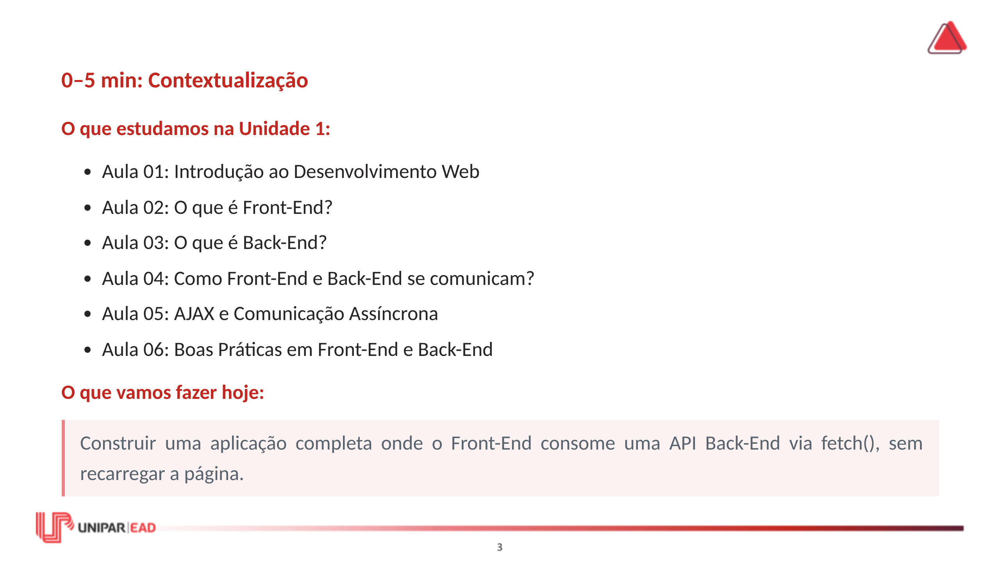 0–5 min: Contextualização
O que estudamos na Unidade 1:
• Aula 01: Introdução ao Desenvolvimento Web
• Aula 02: O que é Front-End?
• Aula 03: O que é Back-End?
• Aula 04: Como Front-End e Back-End se comunicam?
• Aula 05: AJAX e Comunicação Assíncrona
• Aula 06: Boas Práticas em Front-End e Back-End
O que vamos fazer hoje:
Construir uma aplicação completa onde o Front-End consome uma API Back-End via fetch(), sem
recarregar a página.
UNIPAR|EAD
3